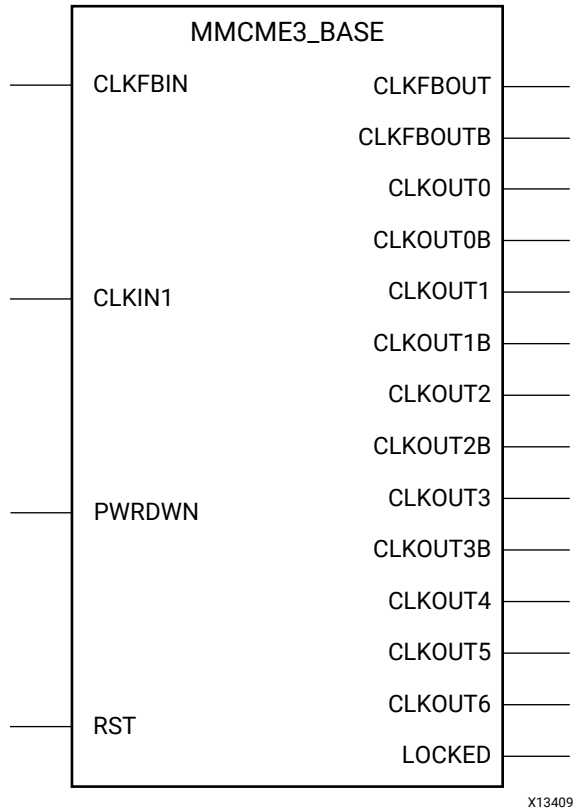 MMCME3_BASE
CLKFBIN
CLKIN1
PWRDWN
RST
CLKFBOUT
CLKFBOUTB
CLKOUT0
CLKOUT0B
CLKOUT1
CLKOUT1B
CLKOUT2
CLKOUT2B
CLKOUT3
CLKOUT3B
CLKOUT4
CLKOUT5
CLKOUT6
LOCKED
X13409